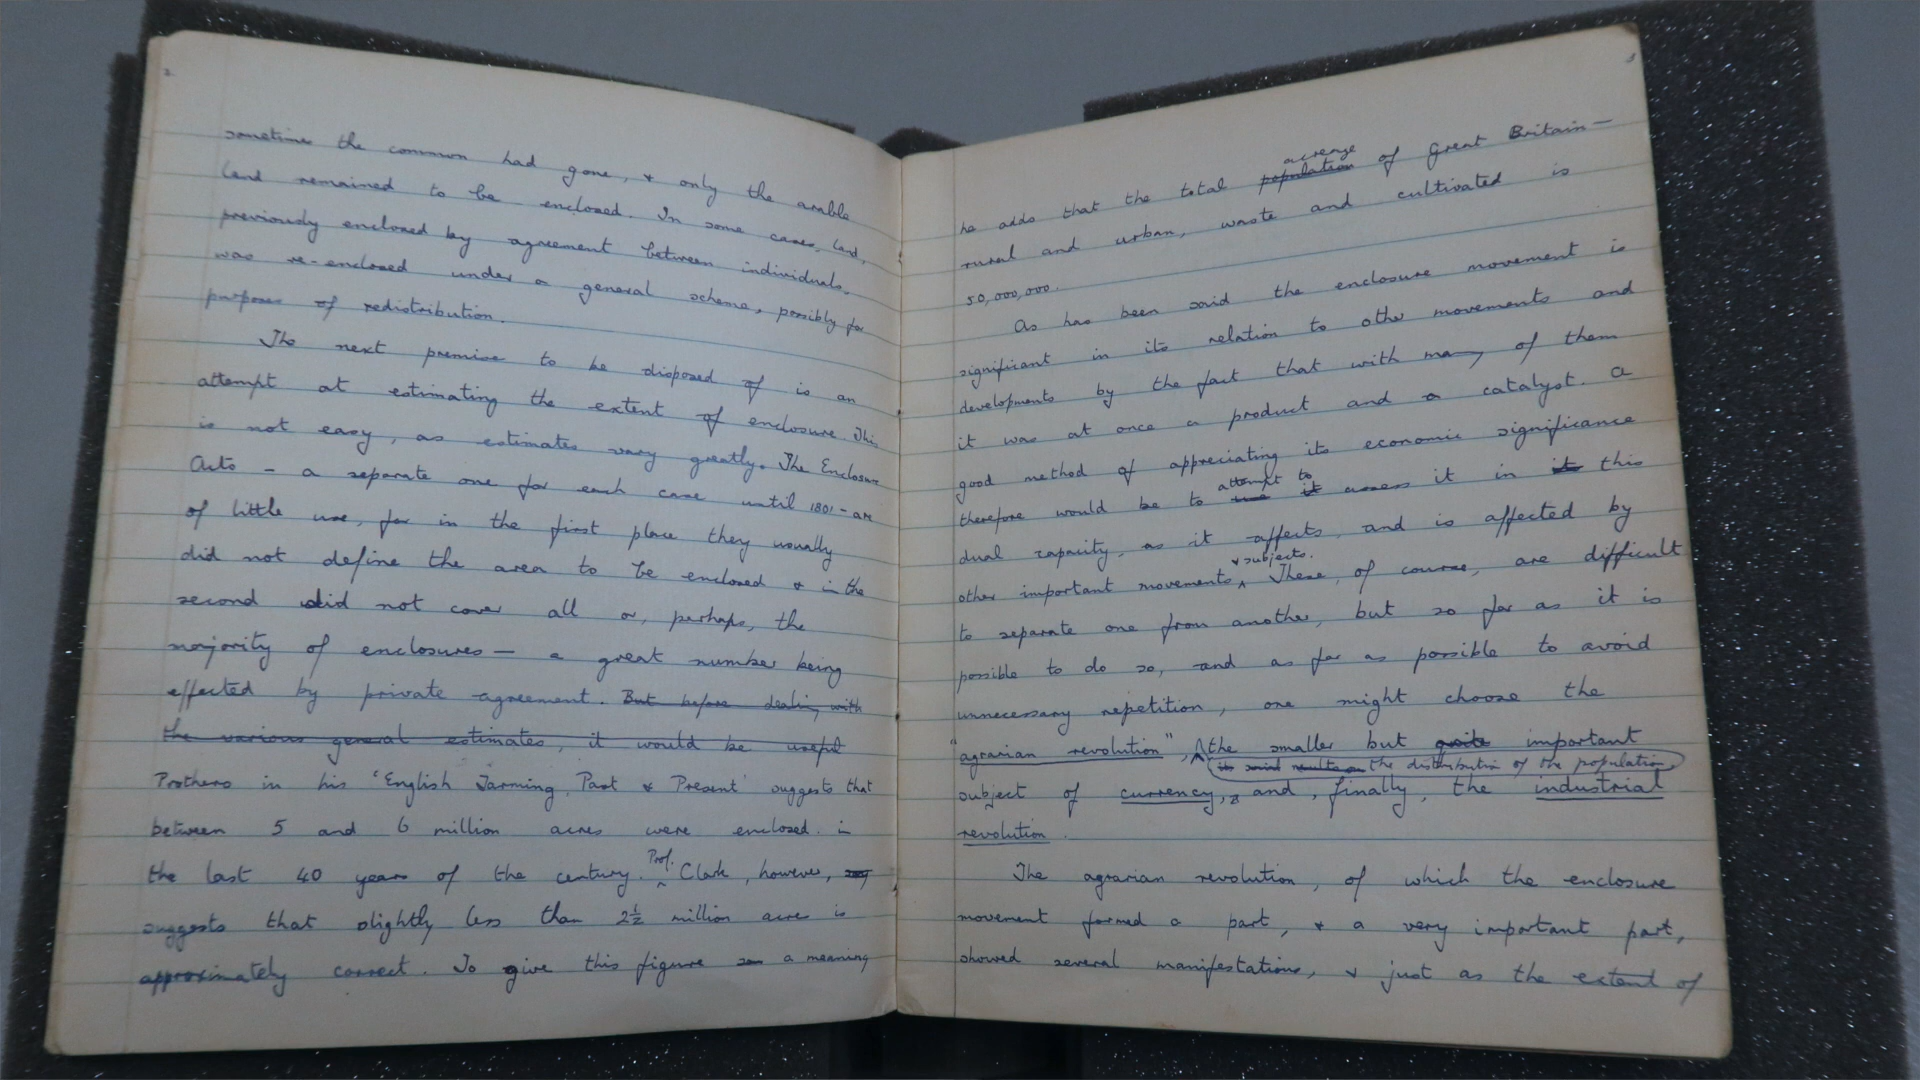 2.
sometimes the common had gone, & only the arable
land remained to be enclosed. In some cases, land,
previously enclosed by agreement between individuals,
was re-enclosed under a general scheme, possibly for
purposes of redistribution.
The next premise to be disposed of is an
attempt at estimating the extent of enclosure. This
is not easy, as estimates vary greatly. The Enclosure
Acts - a separate one for each case until 1801 - are
of little use, for in the first place they usually
did not define the area to be enclosed & in the
second did not cover all or, perhaps, the
majority of enclosures — a great number being
effected by private agreement. But before dealing with
the various general estimates, it would be useful
Prothero in his 'English Farming, Past & Present' suggests that
between 5 and 6 million acres were enclosed in
the last 40 years of the century. Prof. Clark, however, say
suggests that slightly less than 2½ million acres is
approximately correct. To give this figure a meaning
3
acreage
he adds that the total population of Great Britain —
rural and urban, waste and cultivated is
50,000,000.
As has been said the enclosure movement is
significant in its relation to other movements and
developments by the fact that with many of them
it was at once a product and a catalyst. A
good method of appreciating its economic significance
attempt to
therefore would be to it assess it in it this
dual capacity, as it affects, and is affected by
& subjects.
other important movements. These, of course, are difficult
to separate one from another, but so far as it is
possible to do so, and as far as possible to avoid
unnecessary repetition, one might choose the
"agrarian revolution", the smaller but quite important
its social results on the distribution of the population,
subject of currency, and, finally, the industrial
revolution.
The agrarian revolution, of which the enclosure
movement formed a part, & a very important part,
showed several manifestations, & just as the extent of